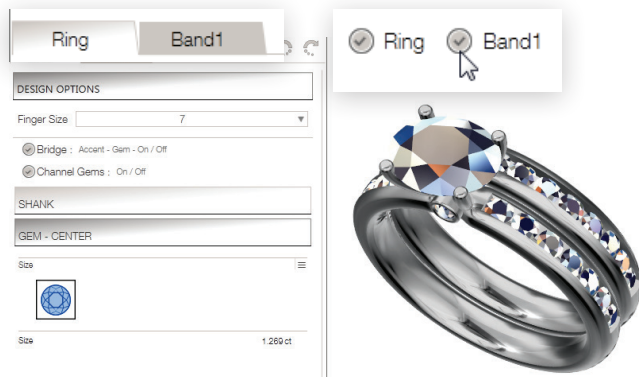 Ring Band1
DESIGN OPTIONS
Finger Size 7
Bridge : Accent - Gem - On / Off
Channel Gems : On / Off
SHANK
GEM - CENTER
Size
Size 1.269 ct
Ring Band1